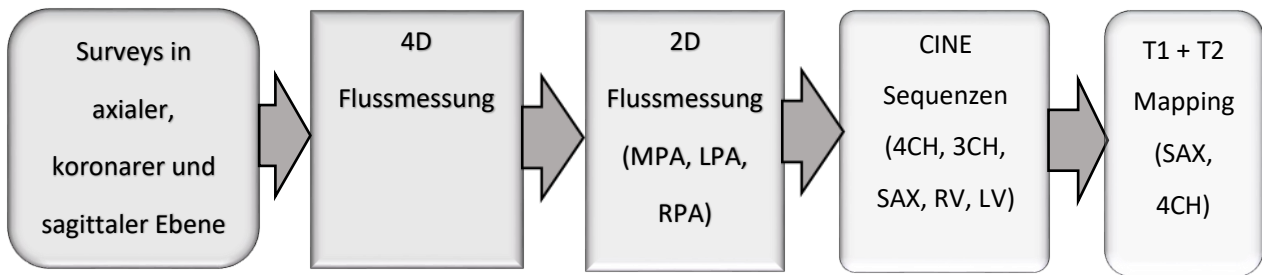 Surveys in
axialer,
koronarer und
sagittaler Ebene
4D
Flussmessung
2D
Flussmessung
(MPA, LPA,
RPA)
CINE
Sequenzen
(4CH, 3CH,
SAX, RV, LV)
T1 + T2
Mapping
(SAX,
4CH)